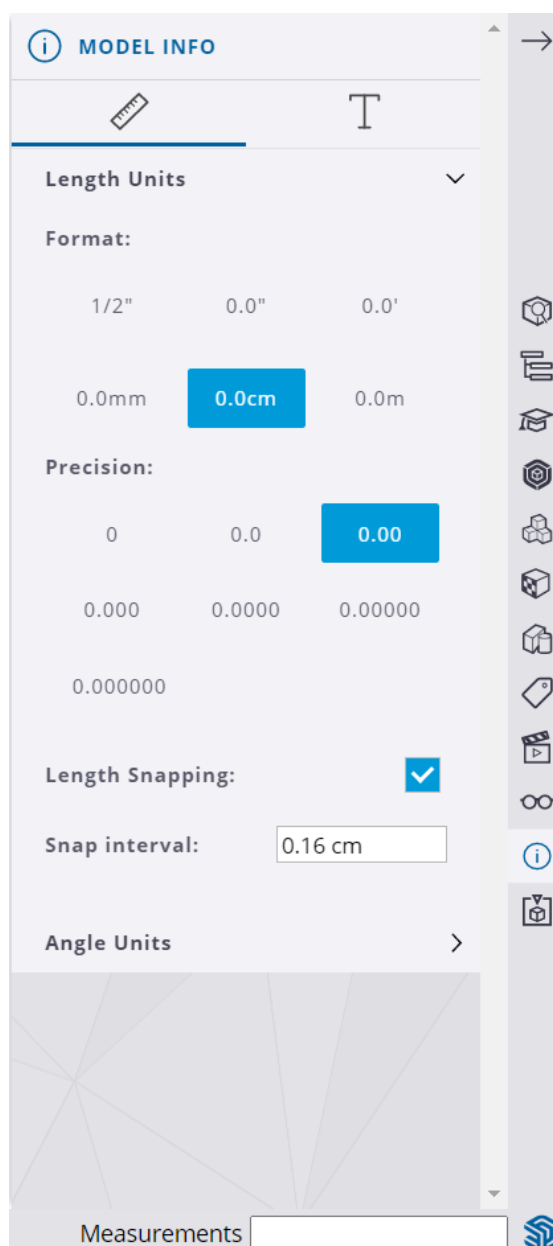 MODEL INFO
Length Units
Format:
1/2" 0.0" 0.0'
0.0mm 0.0cm 0.0m
Precision:
0 0.0 0.00
0.000 0.0000 0.00000
0.000000
Length Snapping:
Snap interval: 0.16 cm
Angle Units
Measurements